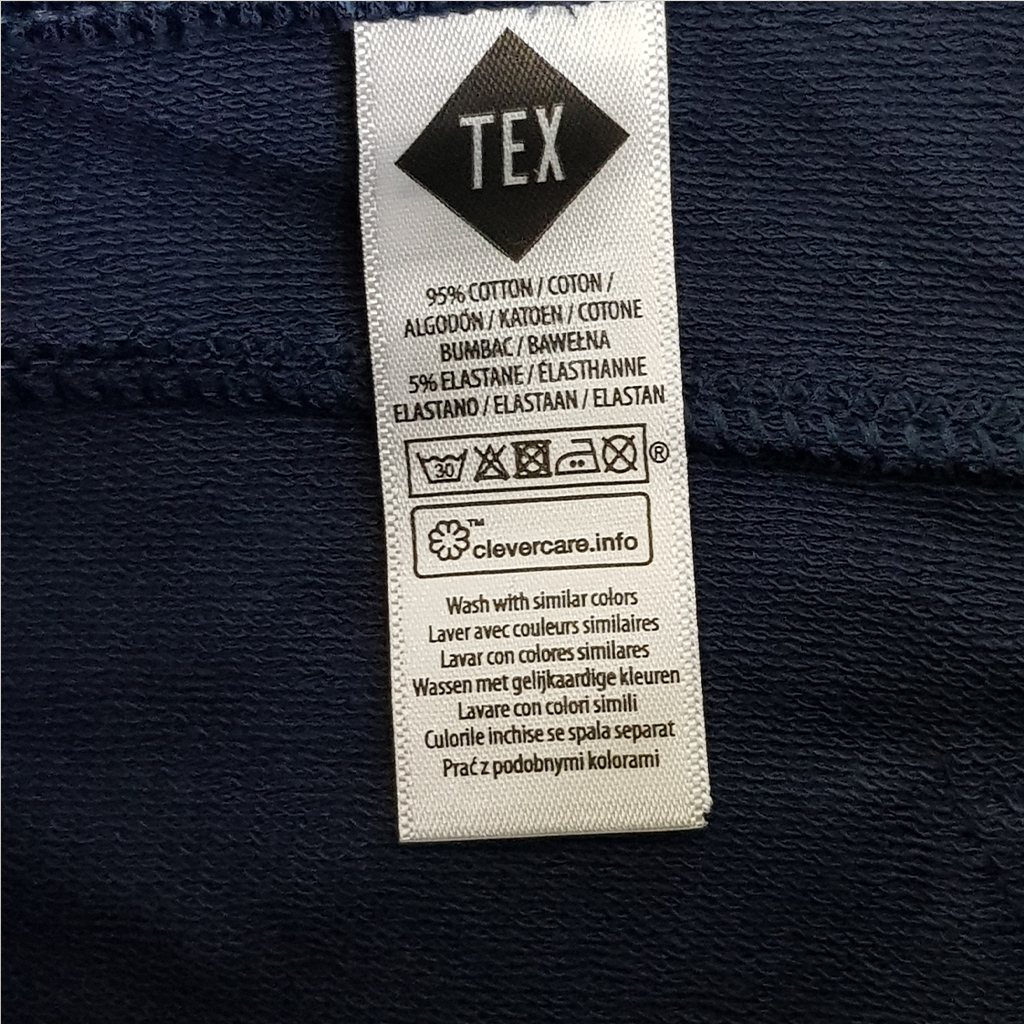 TEX
95% COTTON / COTON /
ALGODÓN / KATOEN / COTONE
BUMBAC / BAWEŁNA
5% ELASTANE / ÉLASTHANNE
ELASTANO / ELASTAAN / ELASTAN
30 ®
™ clevercare.info
Wash with similar colors
Laver avec couleurs similaires
Lavar con colores similares
Wassen met gelijkaardige kleuren
Lavare con colori simili
Culorile inchise se spala separat
Prać z podobnymi kolorami